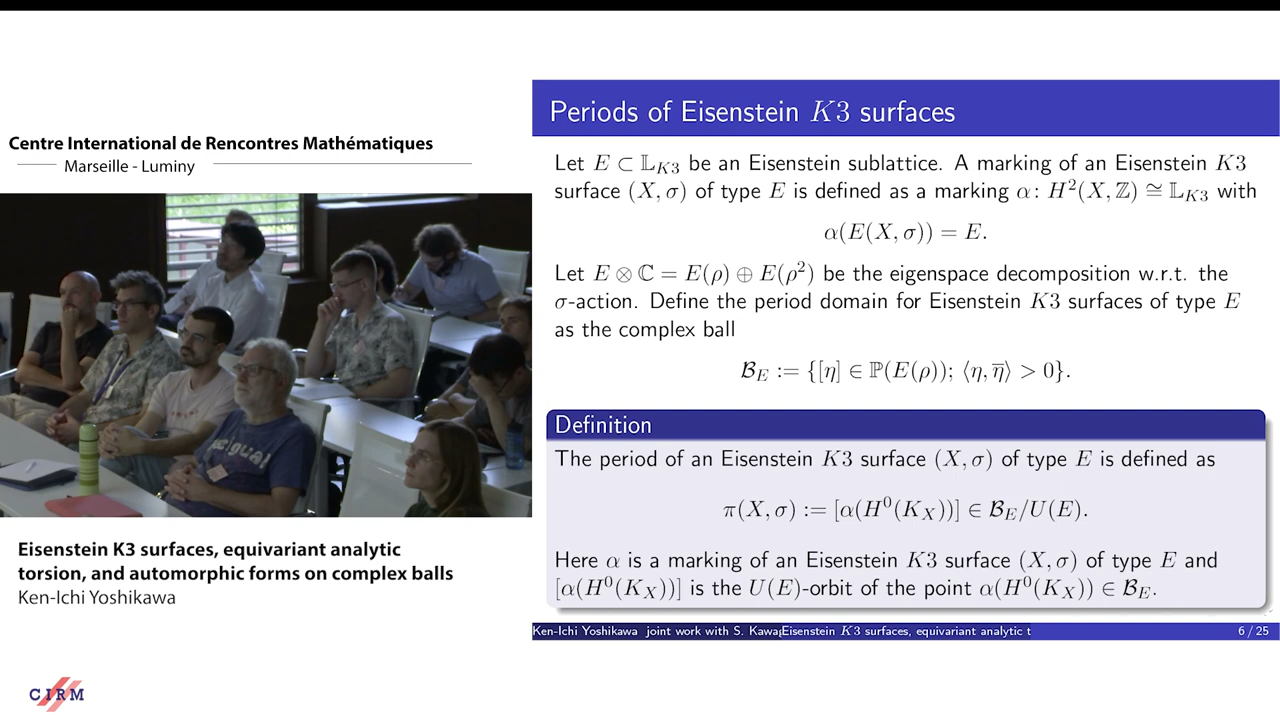 Centre International de Rencontres Mathématiques
Marseille - Luminy
Eisenstein K3 surfaces, equivariant analytic
torsion, and automorphic forms on complex balls
Ken-Ichi Yoshikawa
CIRM
Periods of Eisenstein K3 surfaces
Let E ⊂ 𝕃_{K3} be an Eisenstein sublattice. A marking of an Eisenstein K3
surface (X, σ) of type E is defined as a marking α: H²(X, ℤ) ≅ 𝕃_{K3} with
α(E(X, σ)) = E.
Let E ⊗ ℂ = E(ρ) ⊕ E(ρ²) be the eigenspace decomposition w.r.t. the
σ-action. Define the period domain for Eisenstein K3 surfaces of type E
as the complex ball
ℬ_E := {[η] ∈ ℙ(E(ρ)); ⟨η, η̅⟩ > 0}.
Definition
The period of an Eisenstein K3 surface (X, σ) of type E is defined as
π(X, σ) := [α(H⁰(K_X))] ∈ ℬ_E/U(E).
Here α is a marking of an Eisenstein K3 surface (X, σ) of type E and
[α(H⁰(K_X))] is the U(E)-orbit of the point α(H⁰(K_X)) ∈ ℬ_E.
Ken-Ichi Yoshikawa joint work with S. Kawa Eisenstein K3 surfaces, equivariant analytic t 6 / 25